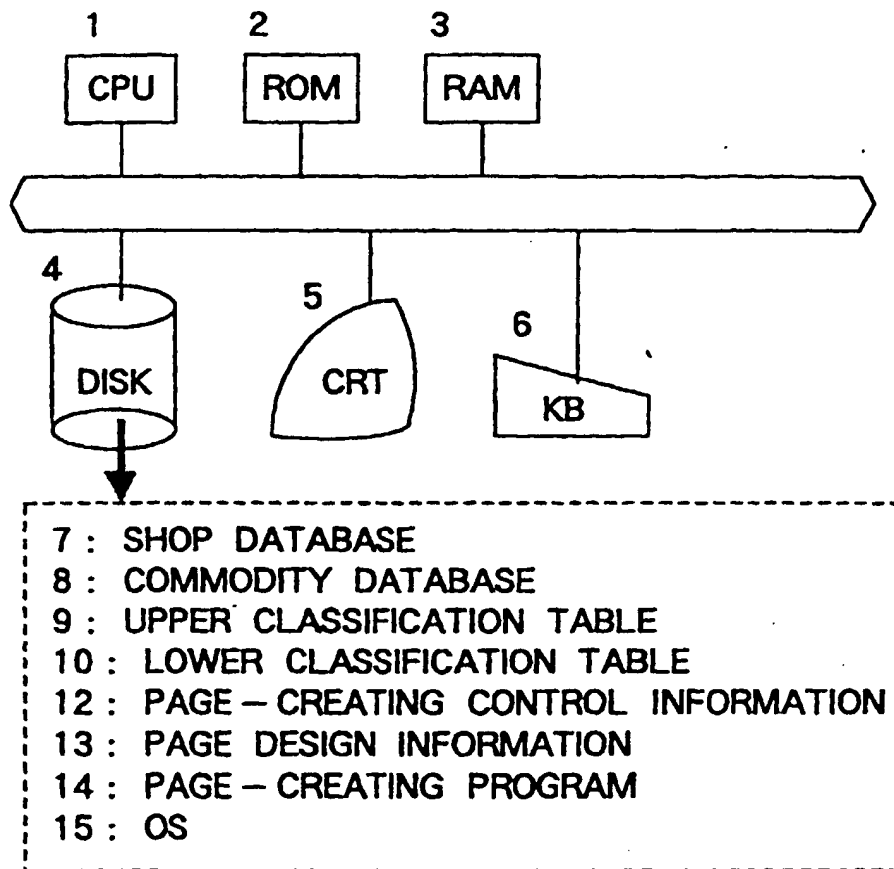 1 2 3
CPU ROM RAM
4 5 6
DISK CRT KB
7 : SHOP DATABASE
8 : COMMODITY DATABASE
9 : UPPER CLASSIFICATION TABLE
10 : LOWER CLASSIFICATION TABLE
12 : PAGE – CREATING CONTROL INFORMATION
13 : PAGE DESIGN INFORMATION
14 : PAGE – CREATING PROGRAM
15 : OS